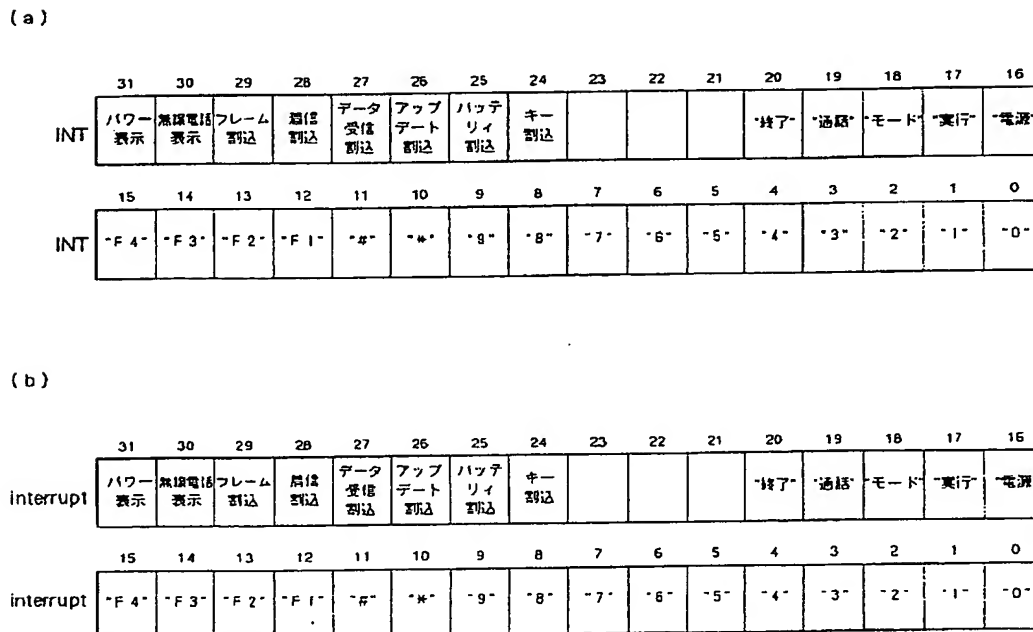 (a)
31 30 29 28 27 26 25 24 23 22 21 20 19 18 17 16
INT パワー表示 無線電話表示 フレーム割込 着信割込 データ受信割込 アップデート割込 バッテリィ割込 キー割込 "終了" "通話" "モード" "実行" "電源"
15 14 13 12 11 10 9 8 7 6 5 4 3 2 1 0
INT "F4" "F3" "F2" "F1" "#" "*" "9" "8" "7" "6" "5" "4" "3" "2" "1" "0"
(b)
31 30 29 28 27 26 25 24 23 22 21 20 19 18 17 16
interrupt パワー表示 無線電話表示 フレーム割込 着信割込 データ受信割込 アップデート割込 バッテリィ割込 キー割込 "終了" "通話" "モード" "実行" "電源"
15 14 13 12 11 10 9 8 7 6 5 4 3 2 1 0
interrupt "F4" "F3" "F2" "F1" "#" "*" "9" "8" "7" "6" "5" "4" "3" "2" "1" "0"